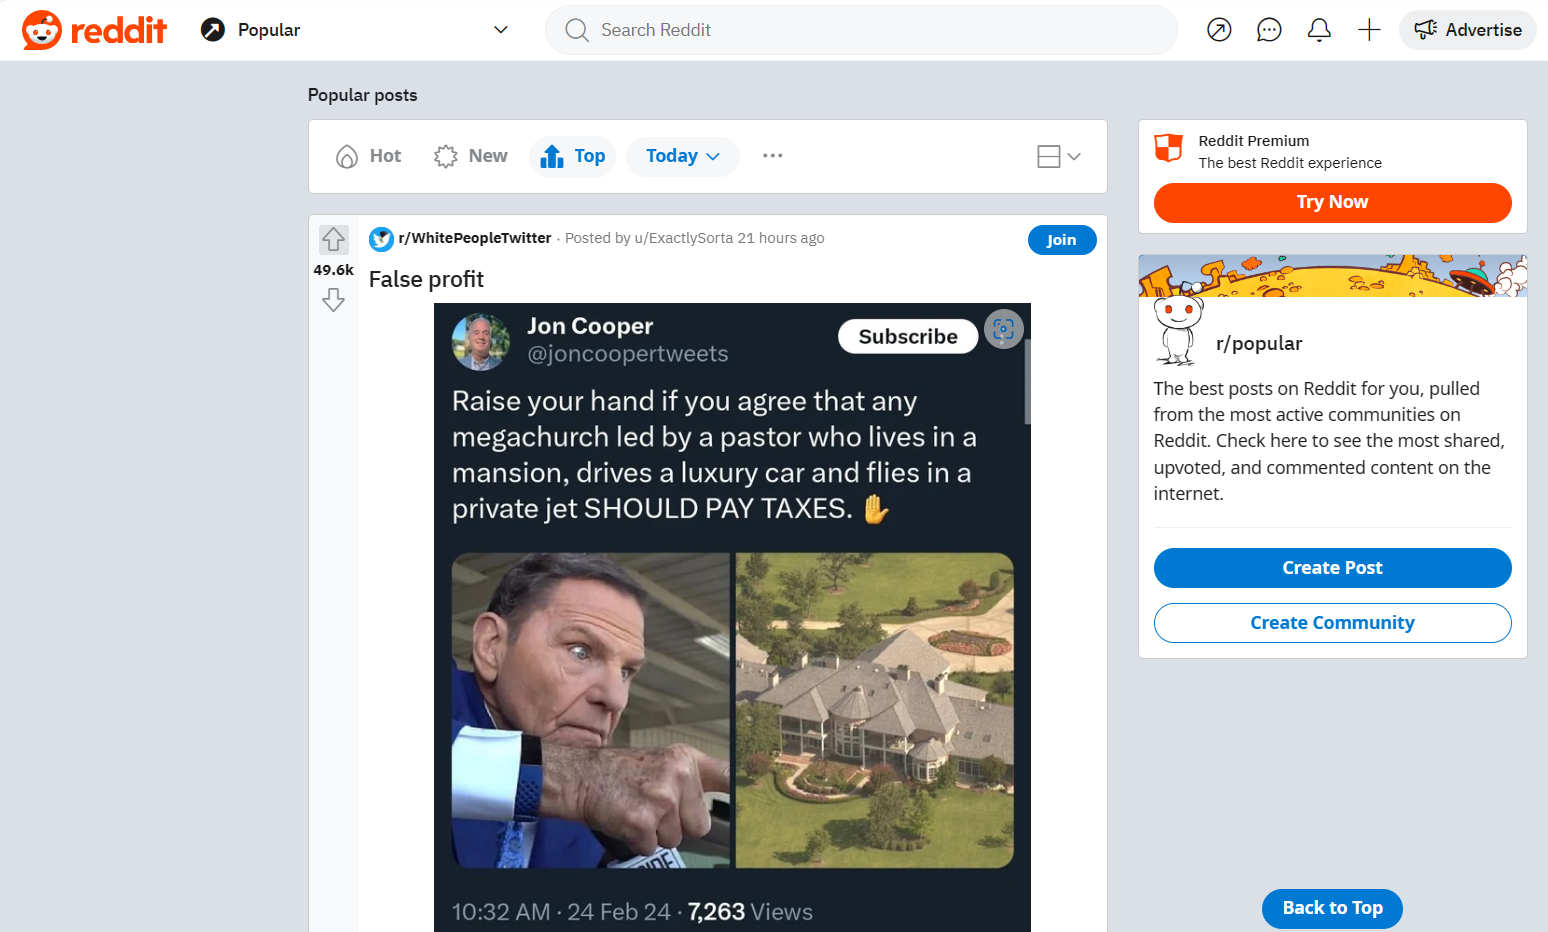 reddit
Popular
Search Reddit
Advertise
Popular posts
Hot
New
Top
Today
Reddit Premium
The best Reddit experience
Try Now
49.6k
r/WhitePeopleTwitter · Posted by u/ExactlySorta 21 hours ago
Join
False profit
Jon Cooper
@joncoopertweets
Subscribe
Raise your hand if you agree that any
megachurch led by a pastor who lives in a
mansion, drives a luxury car and flies in a
private jet SHOULD PAY TAXES. ✋
10:32 AM · 24 Feb 24 · 7,263 Views
r/popular
The best posts on Reddit for you, pulled
from the most active communities on
Reddit. Check here to see the most shared,
upvoted, and commented content on the
internet.
Create Post
Create Community
Back to Top